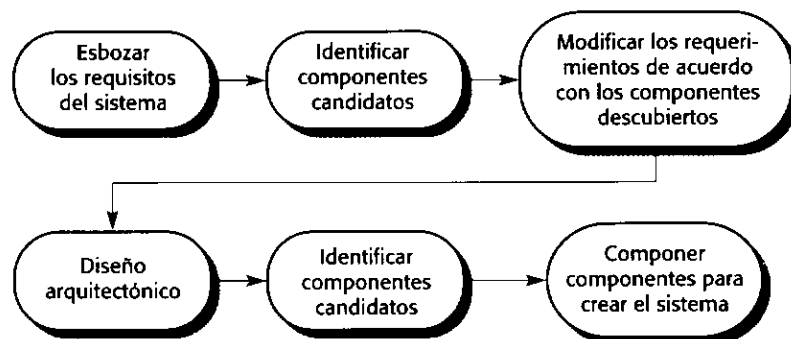 Esbozar
los requisitos
del sistema
Identificar
componentes
candidatos
Modificar los requeri-
mientos de acuerdo
con los componentes
descubiertos
Diseño
arquitectónico
Identificar
componentes
candidatos
Componer
componentes para
crear el sistema